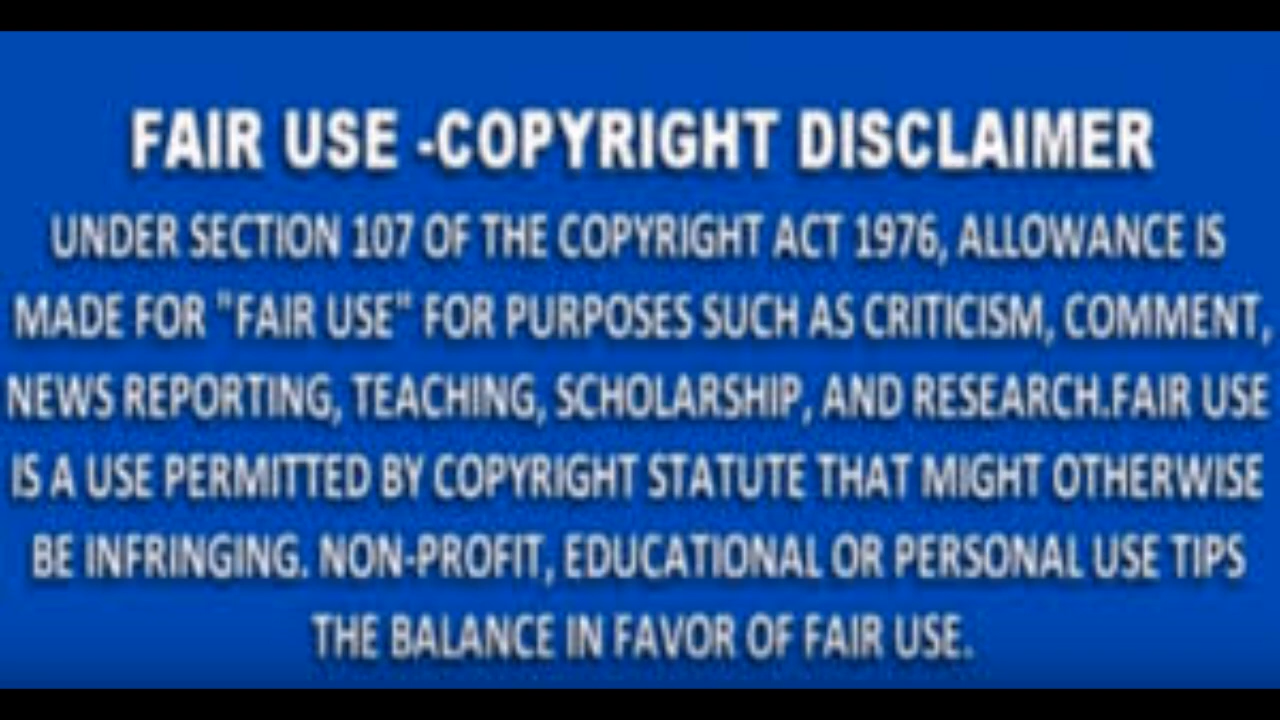 FAIR USE -COPYRIGHT DISCLAIMER
UNDER SECTION 107 OF THE COPYRIGHT ACT 1976, ALLOWANCE IS
MADE FOR "FAIR USE" FOR PURPOSES SUCH AS CRITICISM, COMMENT,
NEWS REPORTING, TEACHING, SCHOLARSHIP, AND RESEARCH.FAIR USE
IS A USE PERMITTED BY COPYRIGHT STATUTE THAT MIGHT OTHERWISE
BE INFRINGING. NON-PROFIT, EDUCATIONAL OR PERSONAL USE TIPS
THE BALANCE IN FAVOR OF FAIR USE.